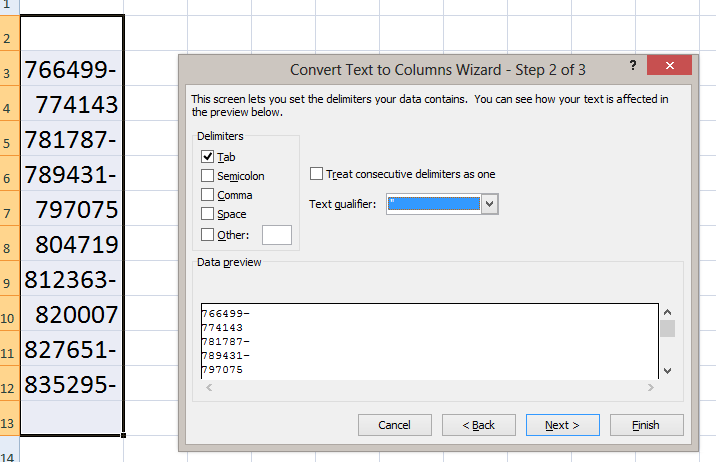 1
2
3 766499-
4 774143
5 781787-
6 789431-
7 797075
8 804719
9 812363-
10 820007
11 827651-
12 835295-
13
14
Convert Text to Columns Wizard - Step 2 of 3 ? x
This screen lets you set the delimiters your data contains. You can see how your text is affected in
the preview below.
Delimiters
Tab
Semicolon
Comma
Space
Other:
Treat consecutive delimiters as one
Text qualifier: "
Data preview
766499-
774143
781787-
789431-
797075
Cancel < Back Next > Finish